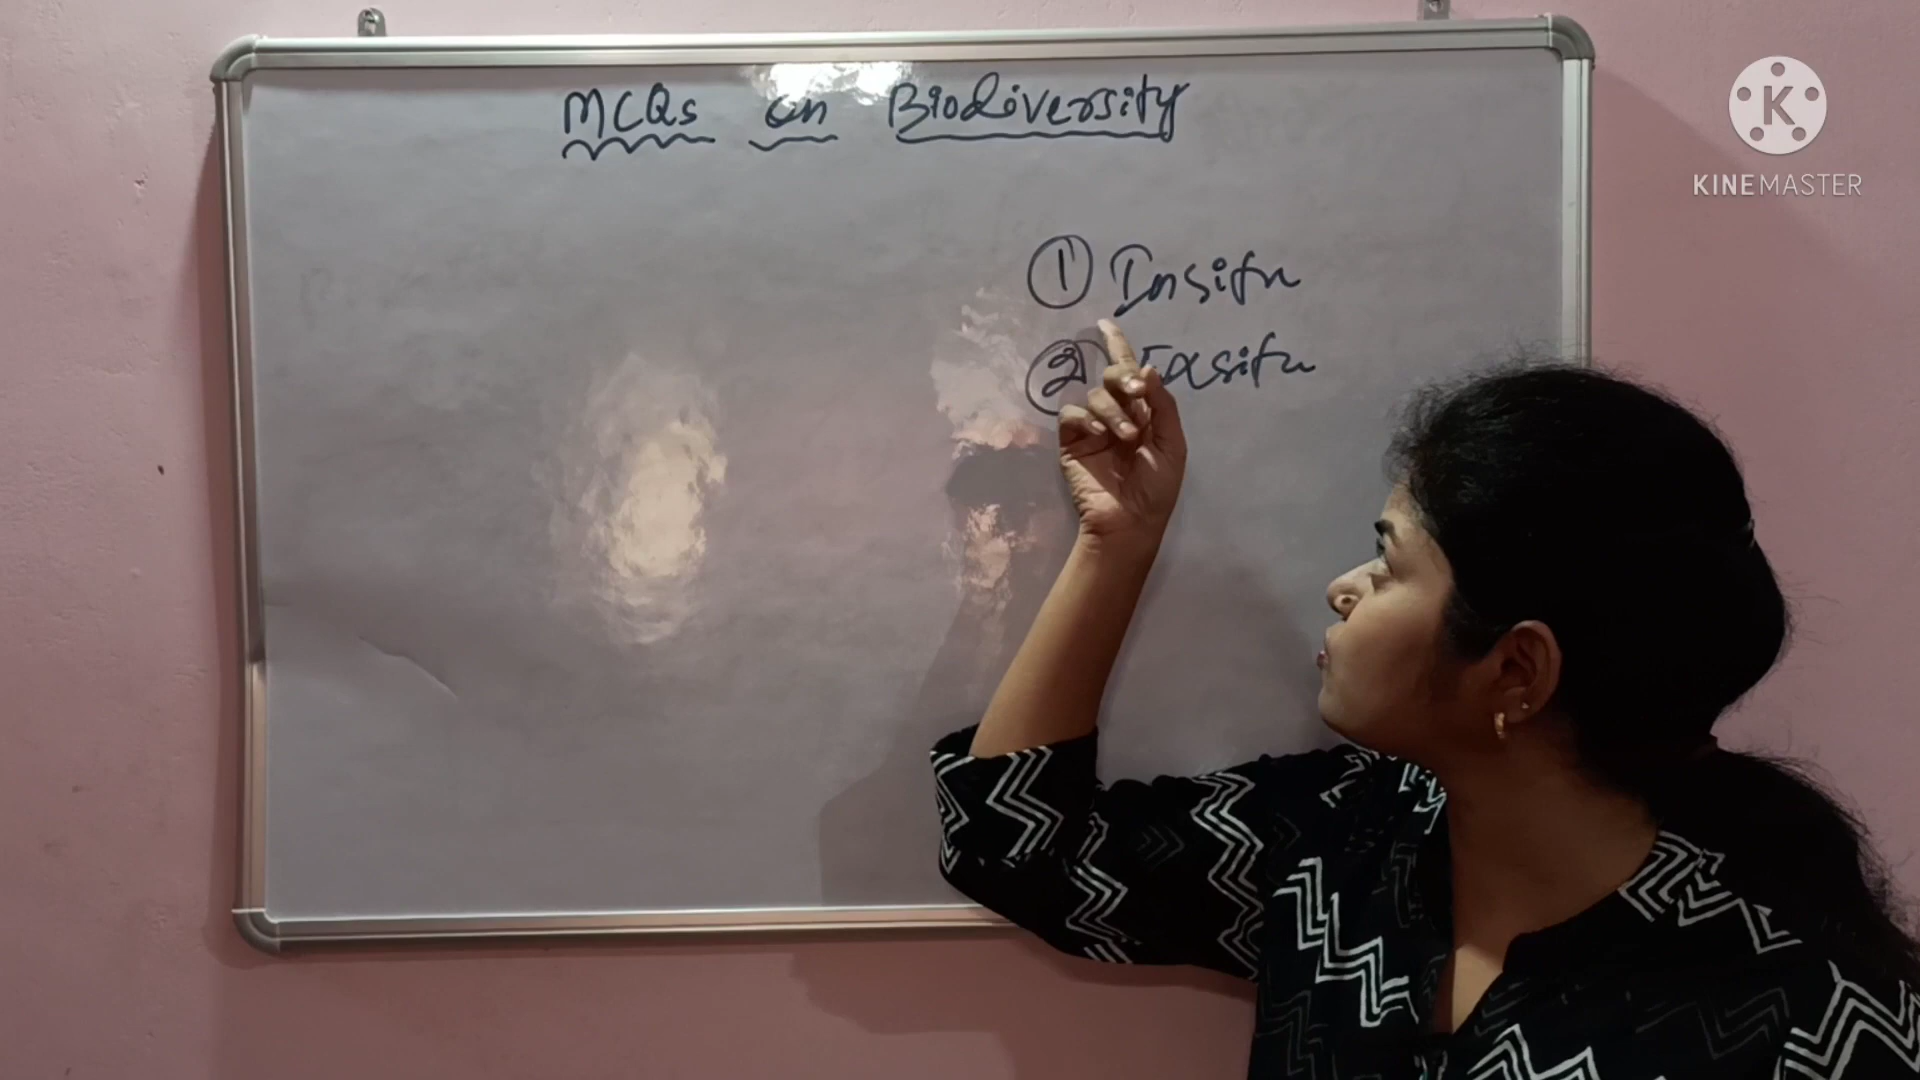 MCQs on Biodiversity
① Insitu
② Exsitu
K
KINEMASTER